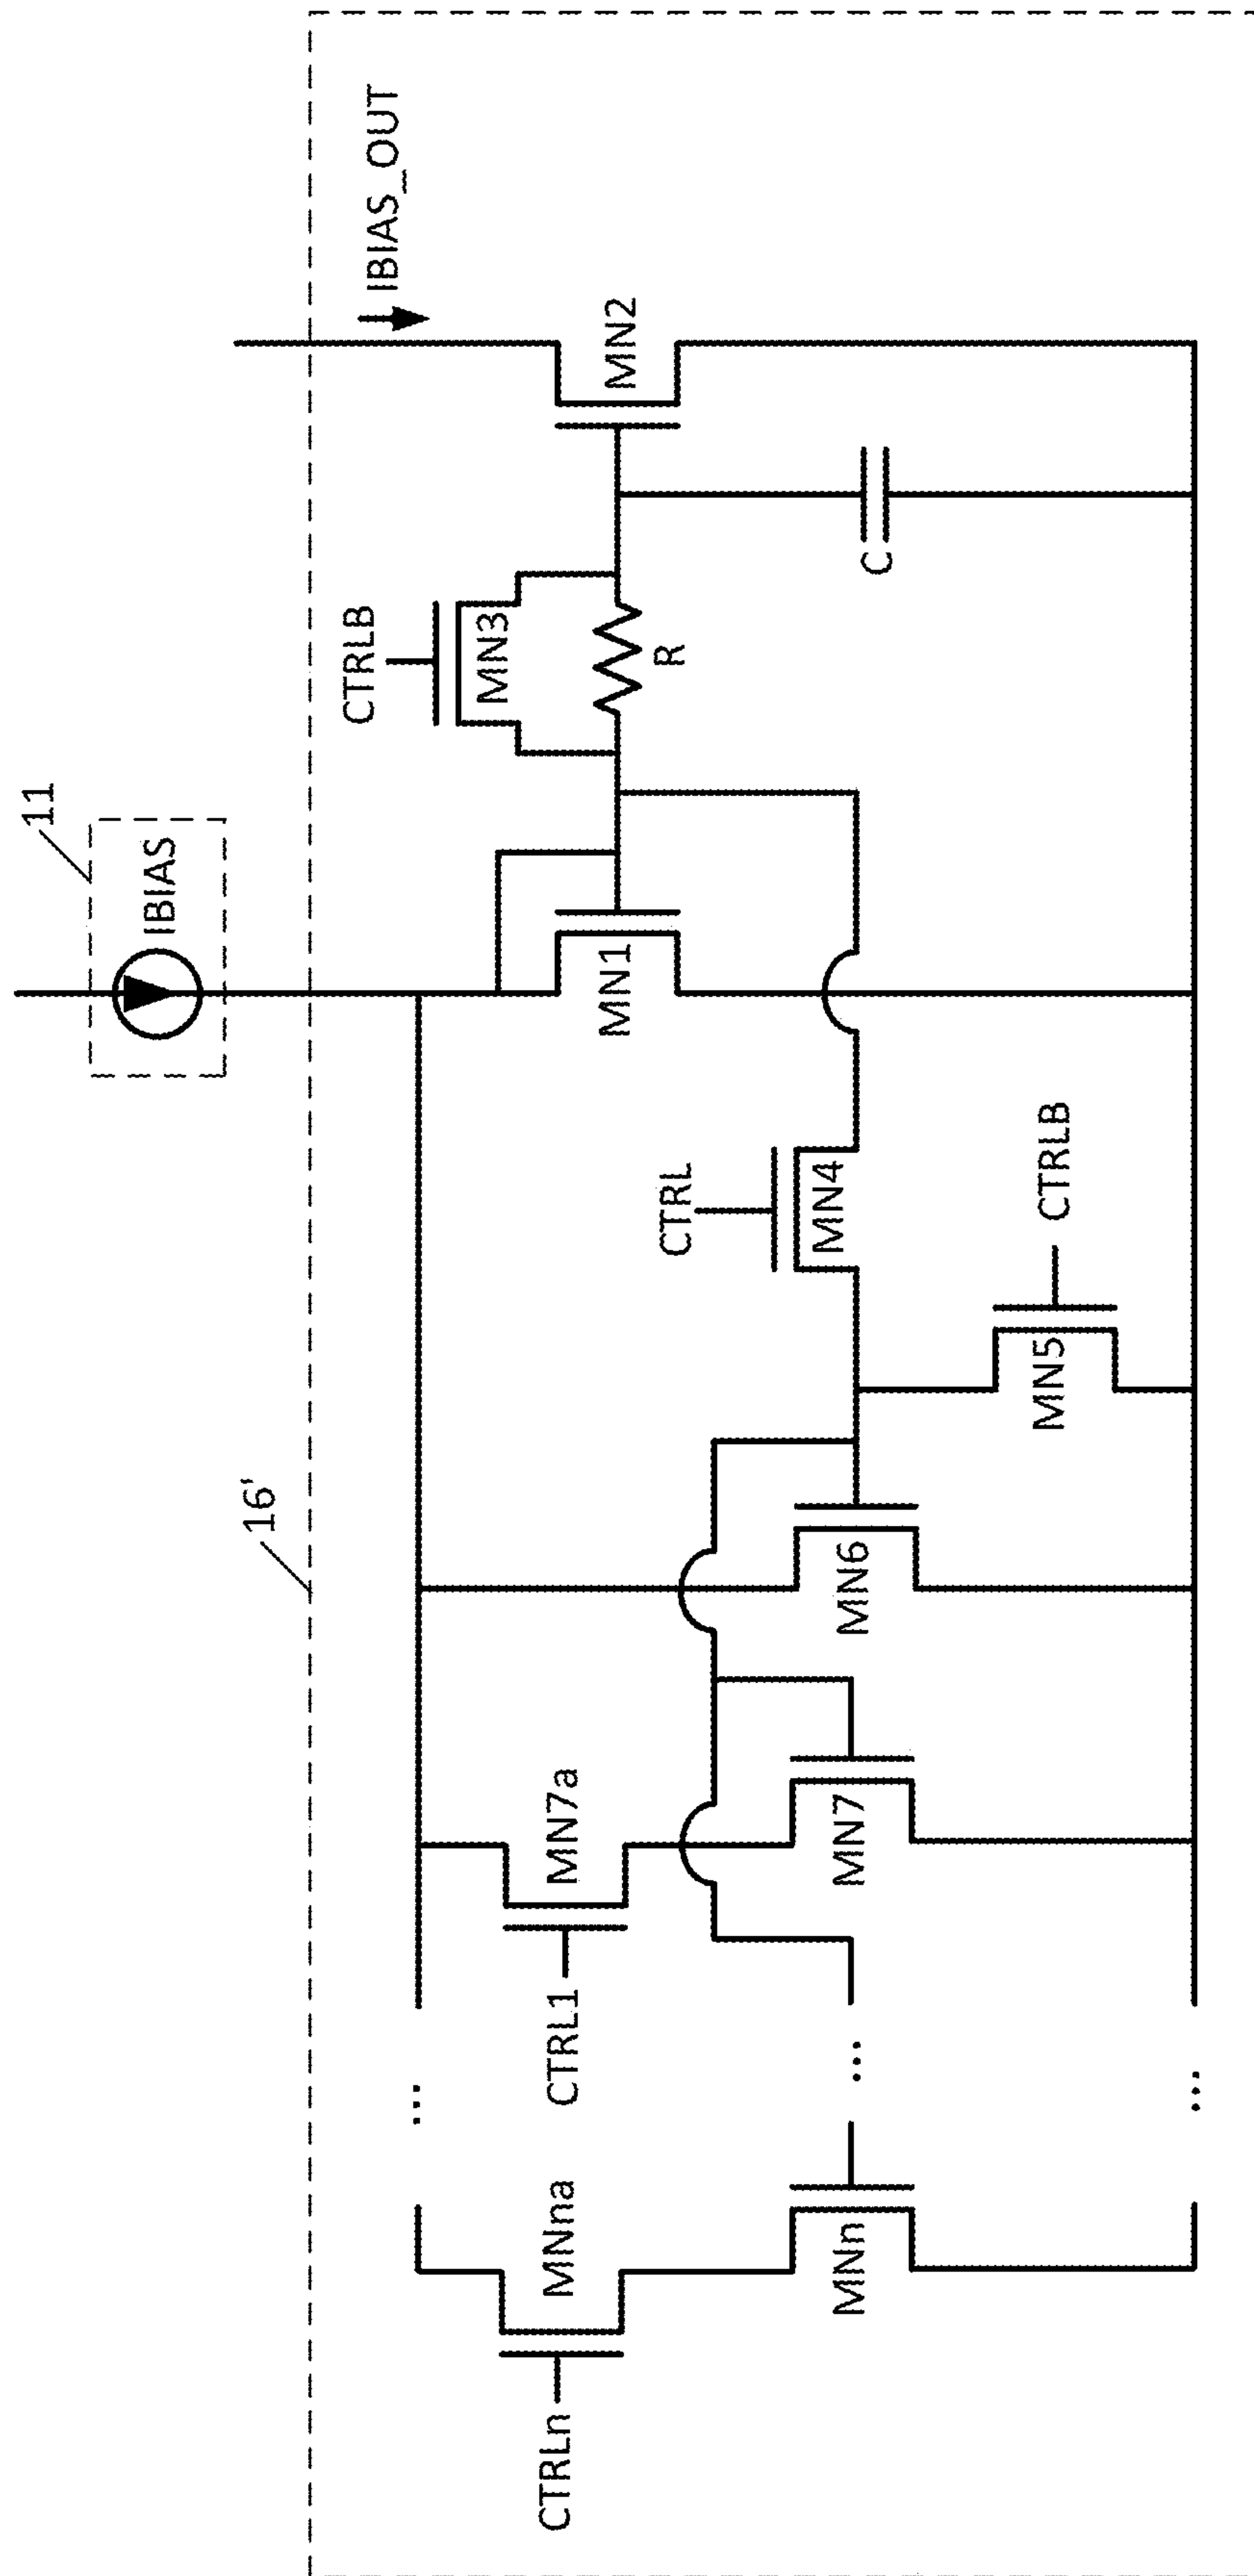 11
IBIAS
16'
IBIAS_OUT
CTRLB
MN3
R
MN2
MN1
C
CTRL
MN4
CTRLB
MN5
MN6
MN7a
CTRL1
MN7
...
...
...
MNna
CTRLn
MNn